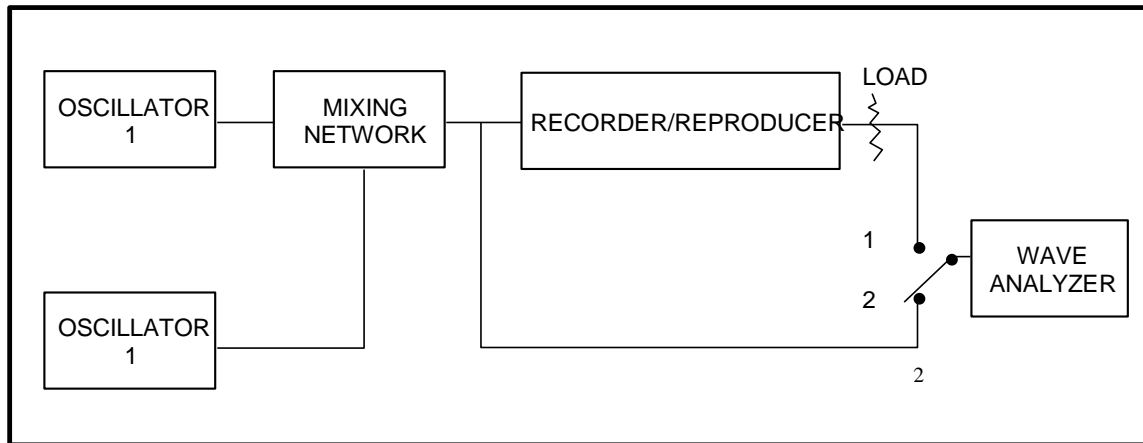 OSCILLATOR
1
MIXING
NETWORK
RECORDER/REPRODUCER
LOAD
1
2
WAVE
ANALYZER
OSCILLATOR
1
2